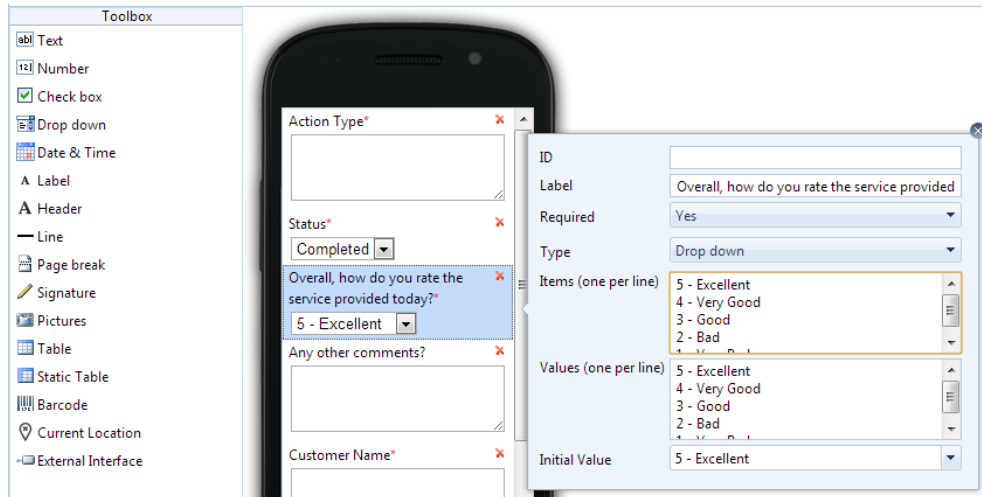 Toolbox
abl Text
12| Number
Check box
Drop down
Date & Time
A Label
A Header
Line
Page break
Signature
Pictures
Table
Static Table
Barcode
Current Location
External Interface
Action Type*
Status*
Completed
Overall, how do you rate the
service provided today?*
5 - Excellent
Any other comments?
Customer Name*
ID
Label Overall, how do you rate the service provided
Required Yes
Type Drop down
Items (one per line) 5 - Excellent
4 - Very Good
3 - Good
2 - Bad
Values (one per line) 5 - Excellent
4 - Very Good
3 - Good
2 - Bad
Initial Value 5 - Excellent